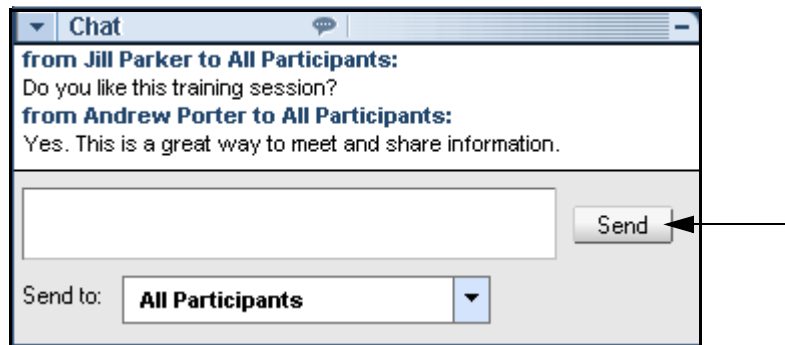 Chat
from Jill Parker to All Participants:
Do you like this training session?
from Andrew Porter to All Participants:
Yes. This is a great way to meet and share information.
Send
Send to:
All Participants